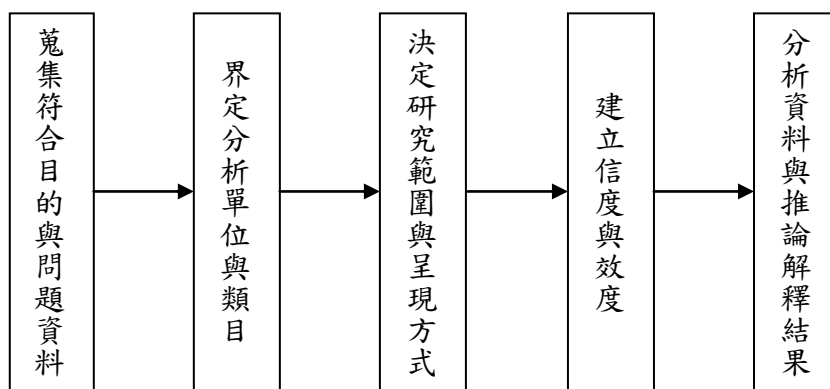 蒐集符合目的與問題資料
界定分析單位與類目
決定研究範圍與呈現方式
建立信度與效度
分析資料與推論解釋結果